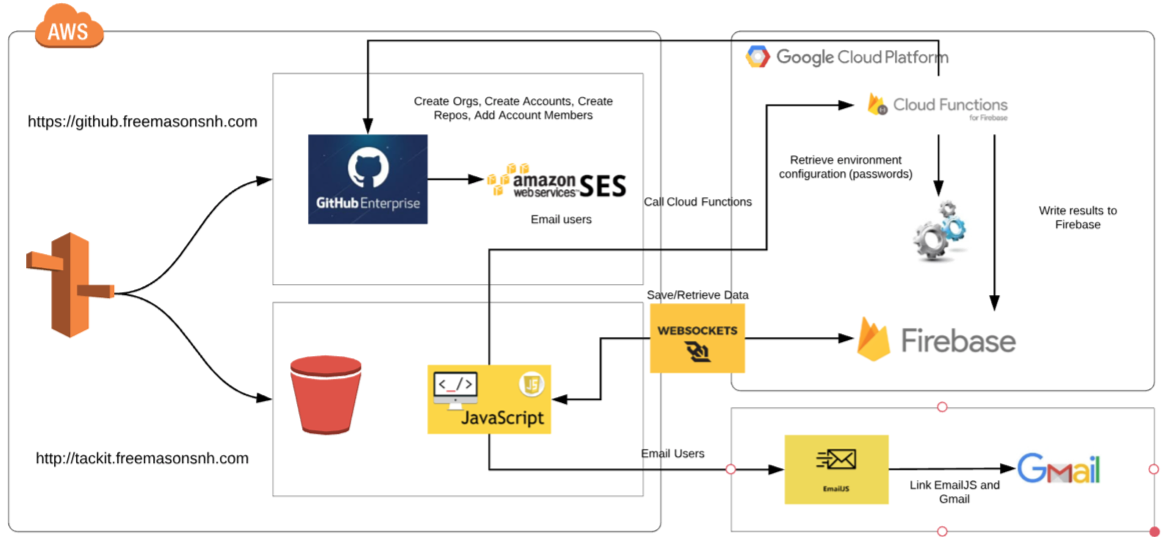 AWS
Google Cloud Platform
https://github.freemasonsnh.com
Create Orgs, Create Accounts, Create
Repos, Add Account Members
Cloud Functions
for Firebase
GitHub Enterprise
amazon
webservices™ SES
Email users
Retrieve environment
configuration (passwords)
Call Cloud Functions
Write results to
Firebase
Save/Retrieve Data
WEBSOCKETS
Firebase
<_/>
JS
JavaScript
http://tackit.freemasonsnh.com
Email Users
EmailJS
Link EmailJS and
Gmail
GMail